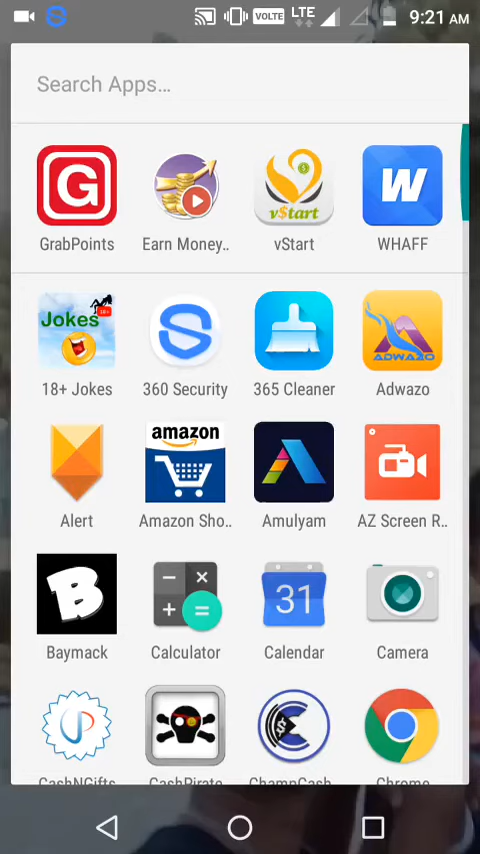 VOLTE LTE 9:21 AM
Search Apps...
G W
v$tart
GrabPoints Earn Money.. vStart WHAFF
Jokes 18+
S
ADWAZO
18+ Jokes 360 Security 365 Cleaner Adwazo
amazon
Alert Amazon Sho.. Amulyam AZ Screen R..
B 31
Baymack Calculator Calendar Camera
CashNGifts CashPirate ChampCash Chrome